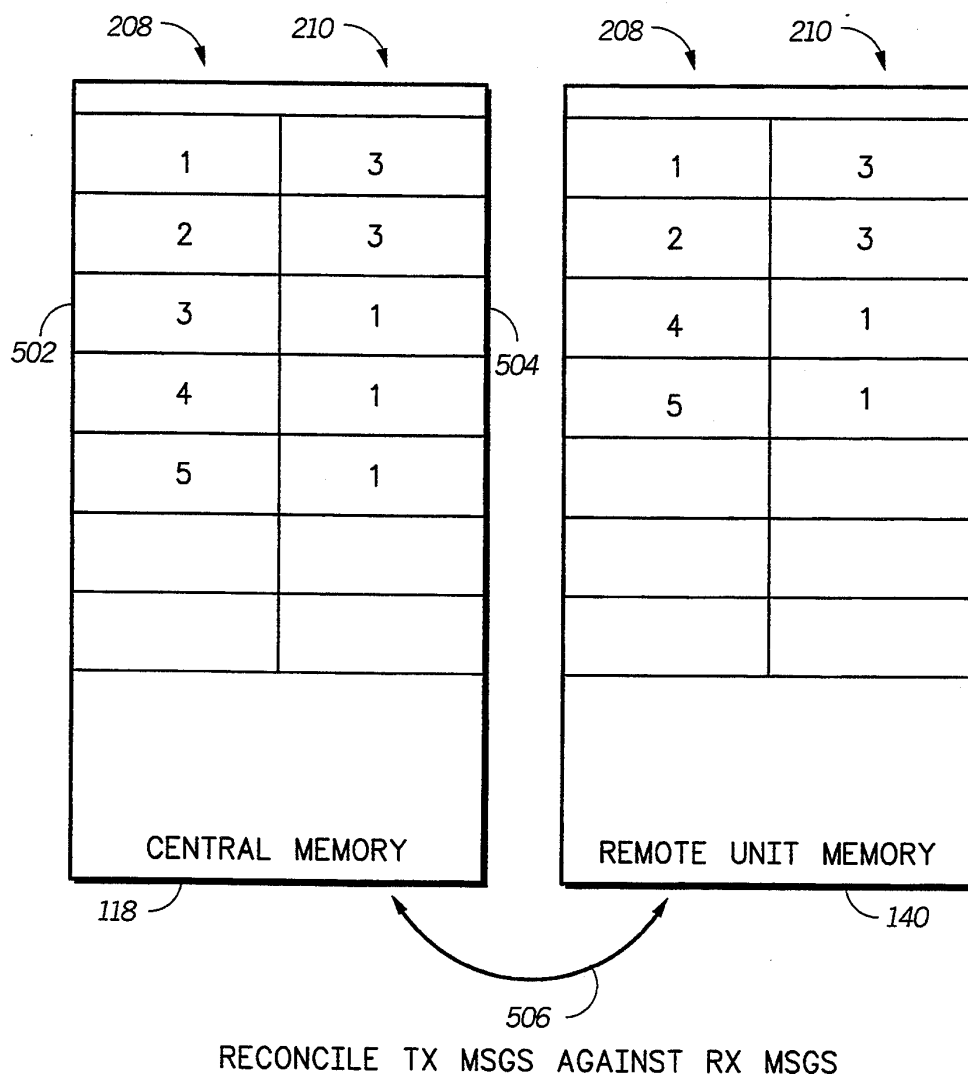 208 210 208 210
1 3 1 3
2 3 2 3
3 1 4 1
502 504
4 1 5 1
5 1
CENTRAL MEMORY REMOTE UNIT MEMORY
118 140
506
RECONCILE TX MSGS AGAINST RX MSGS